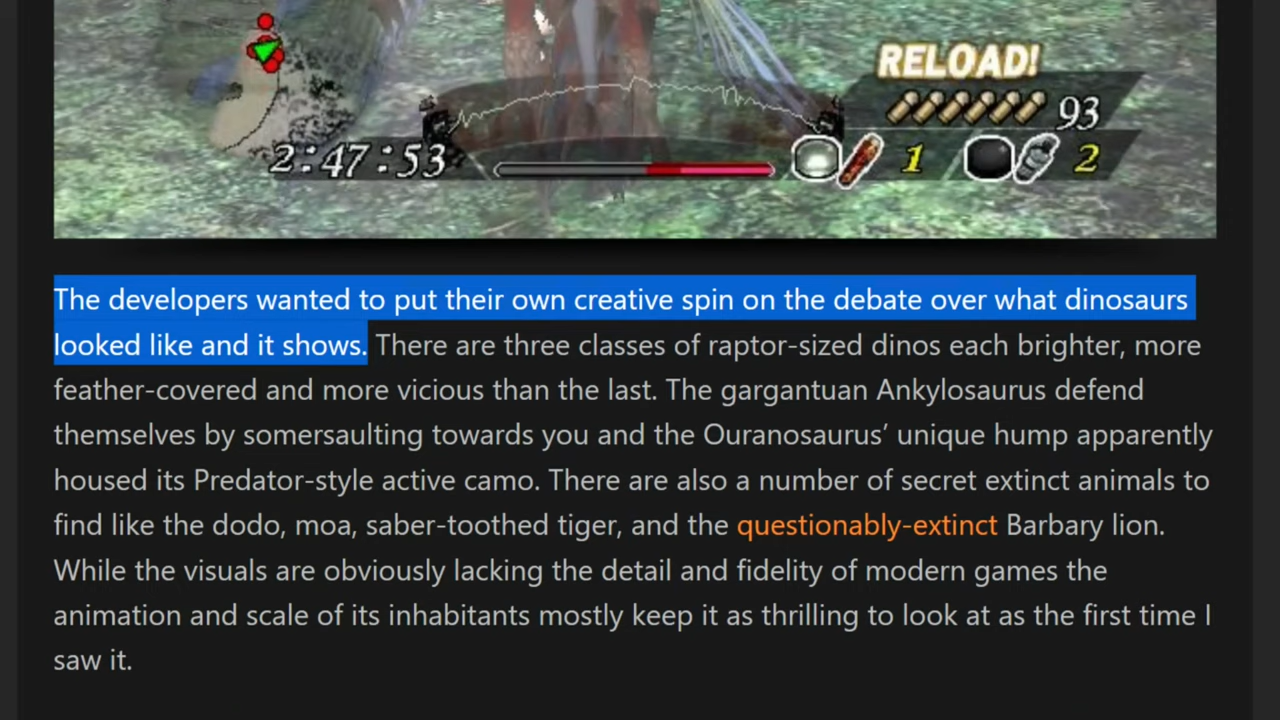 RELOAD!
93
2:47:53
1
2
The developers wanted to put their own creative spin on the debate over what dinosaurs
looked like and it shows. There are three classes of raptor-sized dinos each brighter, more
feather-covered and more vicious than the last. The gargantuan Ankylosaurus defend
themselves by somersaulting towards you and the Ouranosaurus’ unique hump apparently
housed its Predator-style active camo. There are also a number of secret extinct animals to
find like the dodo, moa, saber-toothed tiger, and the questionably-extinct Barbary lion.
While the visuals are obviously lacking the detail and fidelity of modern games the
animation and scale of its inhabitants mostly keep it as thrilling to look at as the first time I
saw it.